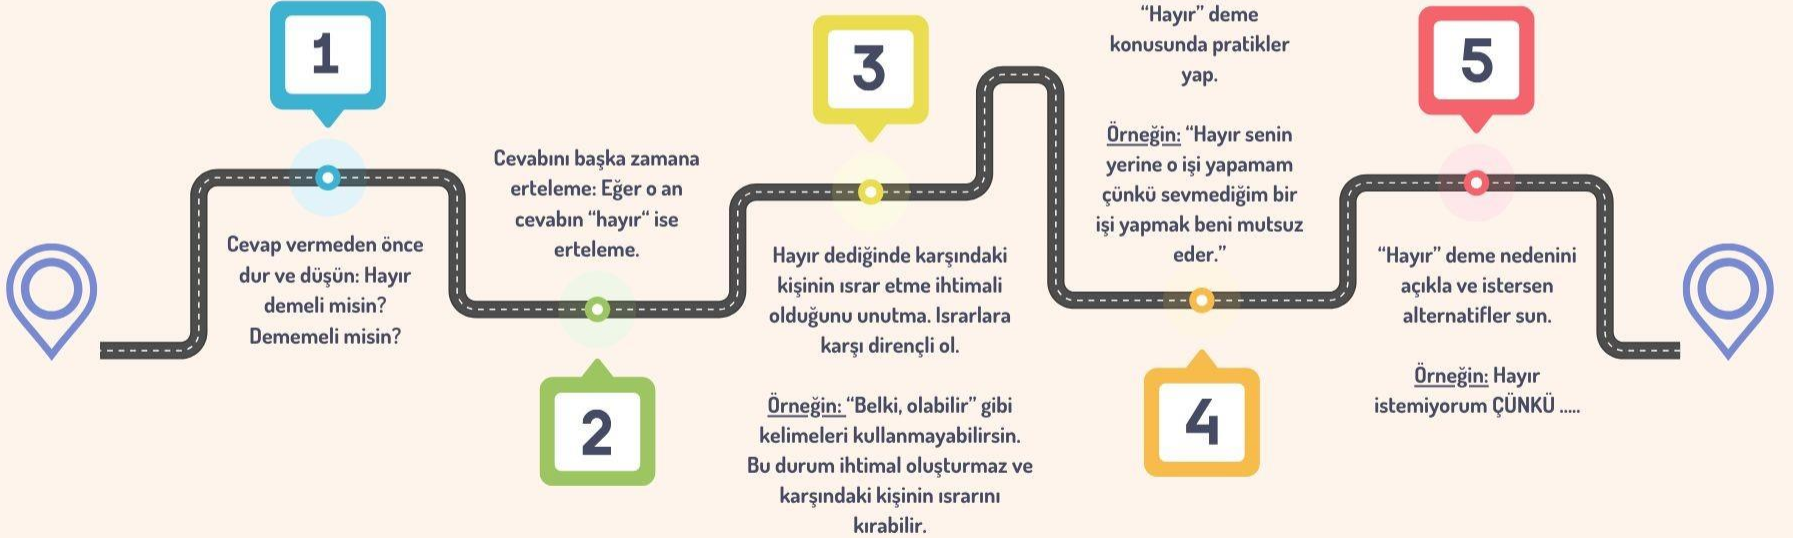 1
Cevap vermeden önce
dur ve düşün: Hayır
demeli misin?
Dememeli misin?
Cevabını başka zamana
erteleme: Eğer o an
cevabın “hayır“ ise
erteleme.
2
3
Hayır dediğinde karşındaki
kişinin ısrar etme ihtimali
olduğunu unutma. Israrlara
karşı dirençli ol.
Örneğin: “Belki, olabilir” gibi
kelimeleri kullanmayabilirsin.
Bu durum ihtimal oluşturmaz ve
karşındaki kişinin ısrarını
kırabilir.
“Hayır” deme
konusunda pratikler
yap.
Örneğin: “Hayır senin
yerine o işi yapamam
çünkü sevmediğim bir
işi yapmak beni mutsuz
eder.”
4
5
“Hayır” deme nedenini
açıkla ve istersen
alternatifler sun.
Örneğin: Hayır
istemiyorum ÇÜNKÜ .....